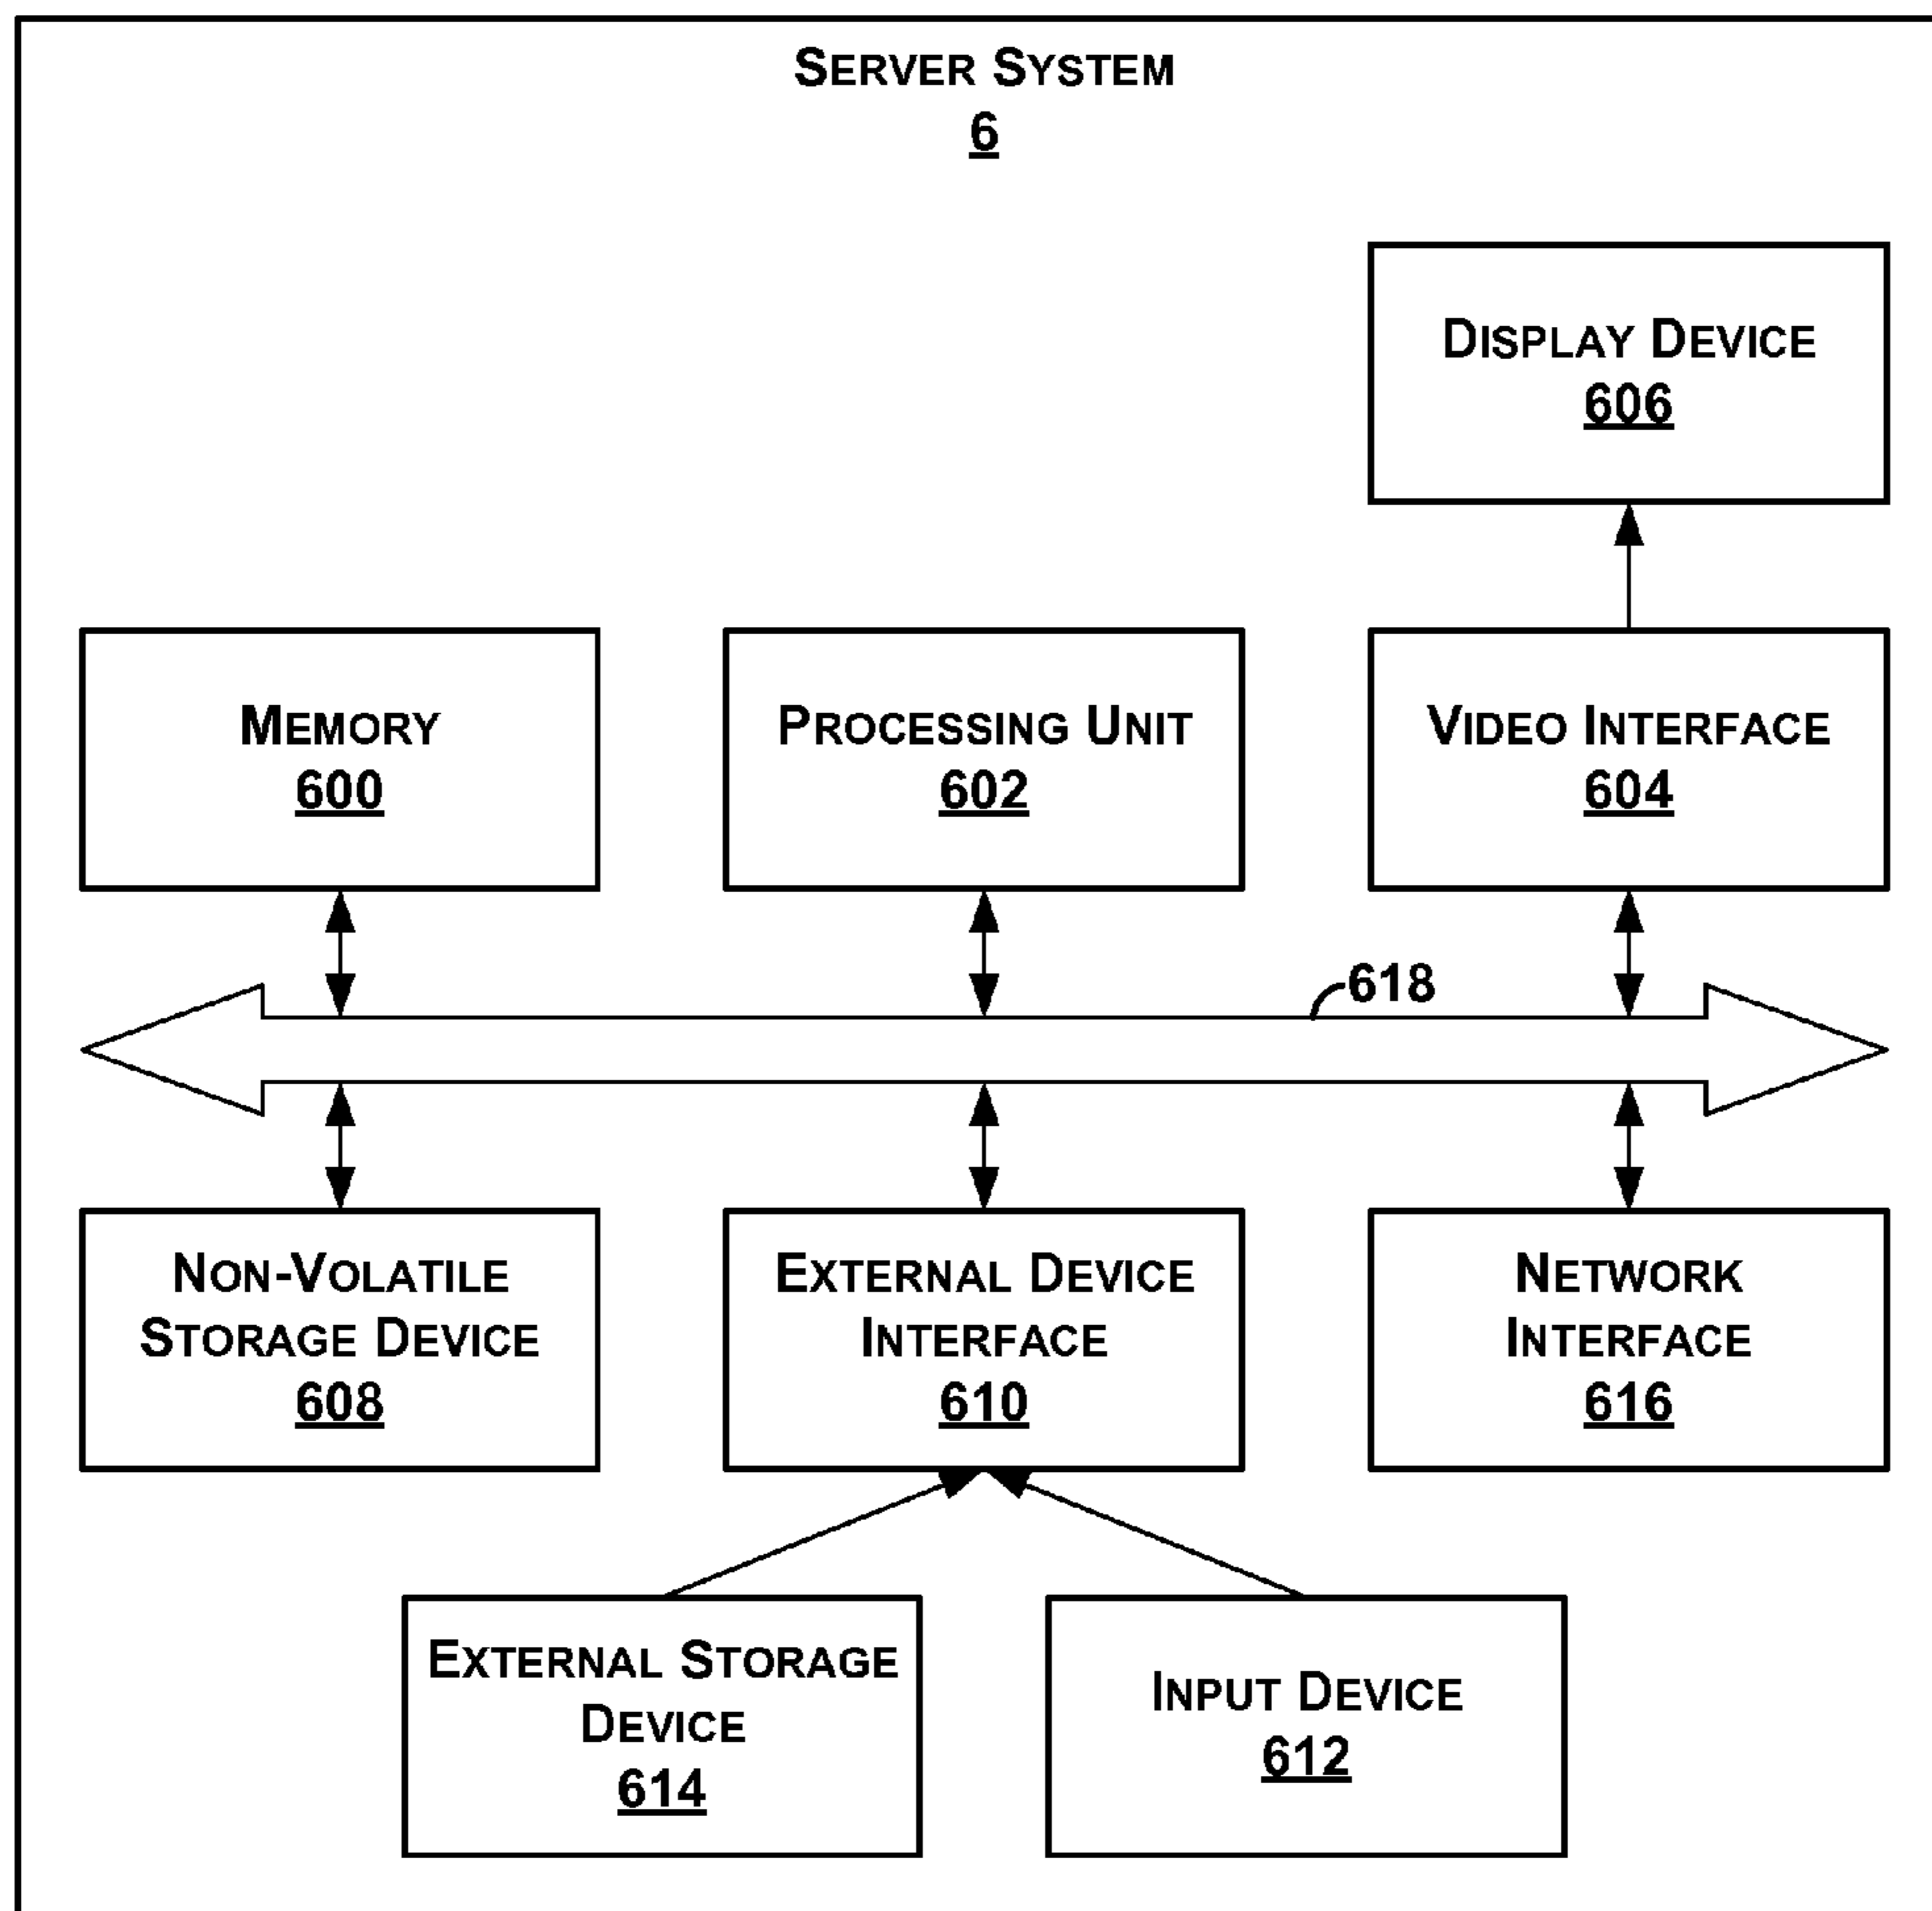 SERVER SYSTEM
6
DISPLAY DEVICE
606
MEMORY
600
PROCESSING UNIT
602
VIDEO INTERFACE
604
618
NON-VOLATILE
STORAGE DEVICE
608
EXTERNAL DEVICE
INTERFACE
610
NETWORK
INTERFACE
616
EXTERNAL STORAGE
DEVICE
614
INPUT DEVICE
612